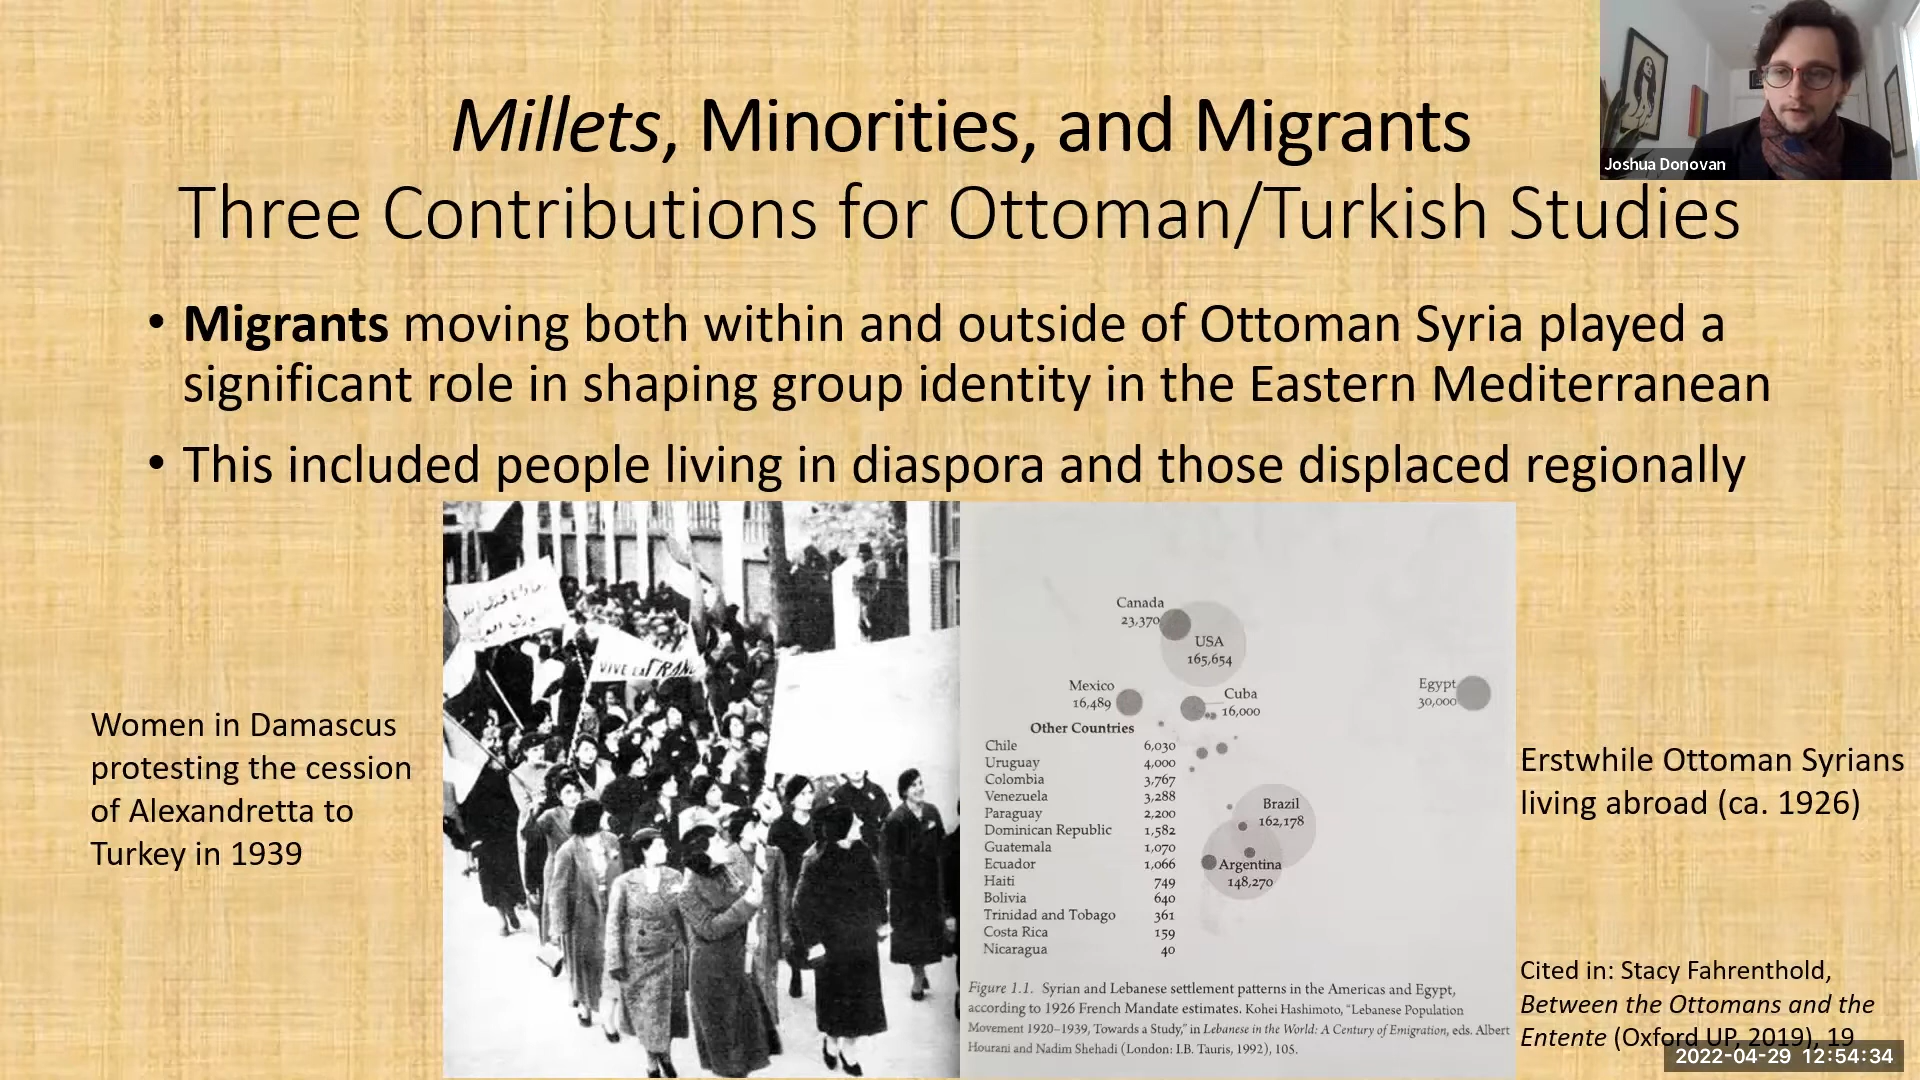 Millets, Minorities, and Migrants
Three Contributions for Ottoman/Turkish Studies
Joshua Donovan
• Migrants moving both within and outside of Ottoman Syria played a
significant role in shaping group identity in the Eastern Mediterranean
• This included people living in diaspora and those displaced regionally
Women in Damascus
protesting the cession
of Alexandretta to
Turkey in 1939
VIVE LA FRANC
Canada
23,370
USA
165,654
Mexico
16,489
Cuba
16,000
Egypt
30,000
Other Countries
Chile 6,030
Uruguay 4,000
Colombia 3,767
Venezuela 3,288
Paraguay 2,200
Dominican Republic 1,582
Guatemala 1,070
Ecuador 1,066
Haiti 749
Bolivia 640
Trinidad and Tobago 361
Costa Rica 159
Nicaragua 40
Brazil
162,178
Argentina
148,270
Figure 1.1. Syrian and Lebanese settlement patterns in the Americas and Egypt,
according to 1926 French Mandate estimates. Kohei Hashimoto, "Lebanese Population
Movement 1920–1939, Towards a Study," in Lebanese in the World: A Century of Emigration, eds. Albert
Hourani and Nadim Shehadi (London: I.B. Tauris, 1992), 105.
Erstwhile Ottoman Syrians
living abroad (ca. 1926)
Cited in: Stacy Fahrenthold,
Between the Ottomans and the
Entente (Oxford UP, 2019), 19
2022-04-29 12:54:34